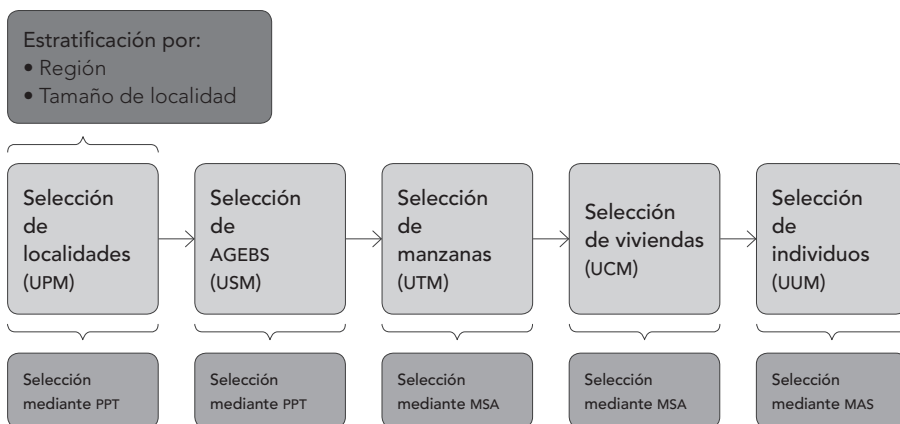 Estratificación por:
• Región
• Tamaño de localidad
Selección
de
localidades
(UPM)
Selección
de
AGEBS
(USM)
Selección
de
manzanas
(UTM)
Selección
de viviendas
(UCM)
Selección
de
individuos
(UUM)
Selección
mediante PPT
Selección
mediante PPT
Selección
mediante MSA
Selección
mediante MSA
Selección
mediante MAS